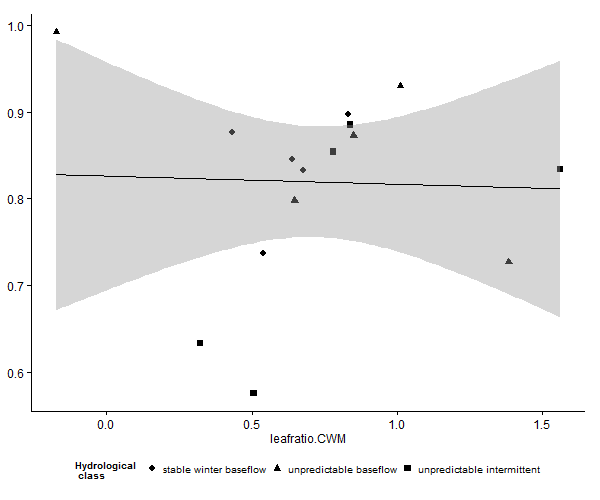 1.0
0.9
0.8
0.7
0.6
0.0 0.5 1.0 1.5
leafratio.CWM
Hydrological
class
stable winter baseflow unpredictable baseflow unpredictable intermittent